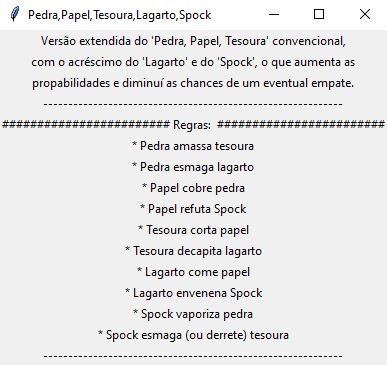 Pedra,Papel,Tesoura,Lagarto,Spock
Versão extendida do 'Pedra, Papel, Tesoura' convencional,
com o acréscimo do 'Lagarto' e do 'Spock', o que aumenta as
propabilidades e diminuí as chances de um eventual empate.
------------------------------------------------------------
######################## Regras: ########################
* Pedra amassa tesoura
* Pedra esmaga lagarto
* Papel cobre pedra
* Papel refuta Spock
* Tesoura corta papel
* Tesoura decapita lagarto
* Lagarto come papel
* Lagarto envenena Spock
* Spock vaporiza pedra
* Spock esmaga (ou derrete) tesoura
------------------------------------------------------------